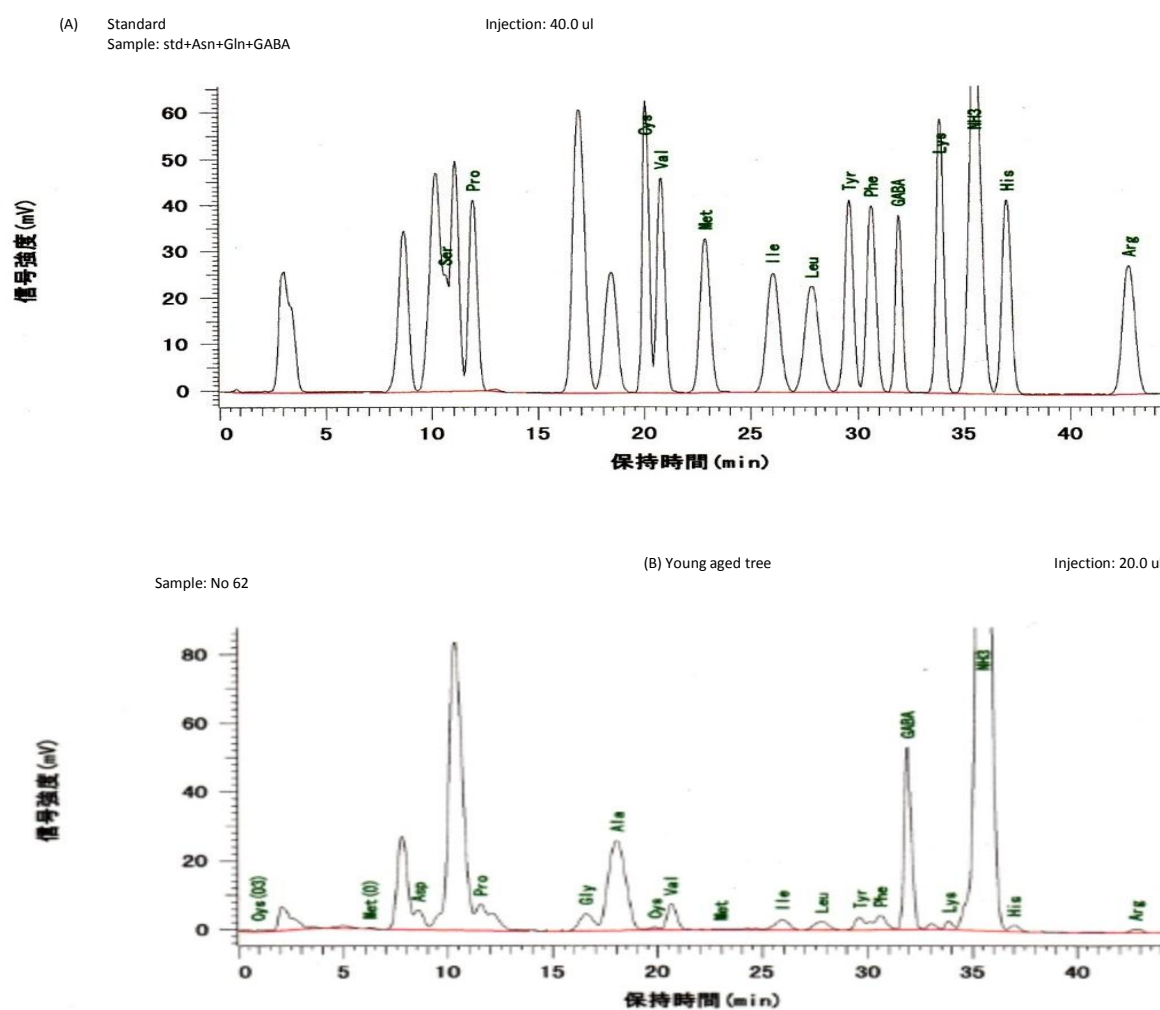 (A) Standard Injection: 40.0 ul
Sample: std+Asn+Gln+GABA
信号強度(mV)
60
50
40
30
20
10
0
Ser
Pro
Cys
Val
Met
Ile
Leu
Tyr
Phe
GABA
Lys
NH3
His
Arg
0 5 10 15 20 25 30 35 40
保持時間(min)
(B) Young aged tree Injection: 20.0 u
Sample: No 62
信号強度(mV)
80
60
40
20
0
Cys(O3)
Met(O)
Asp
Pro
Gly
Ala
Cys
Val
Met
Ile
Leu
Tyr
Phe
GABA
Lys
NH3
His
Arg
0 5 10 15 20 25 30 35 40
保持時間(min)